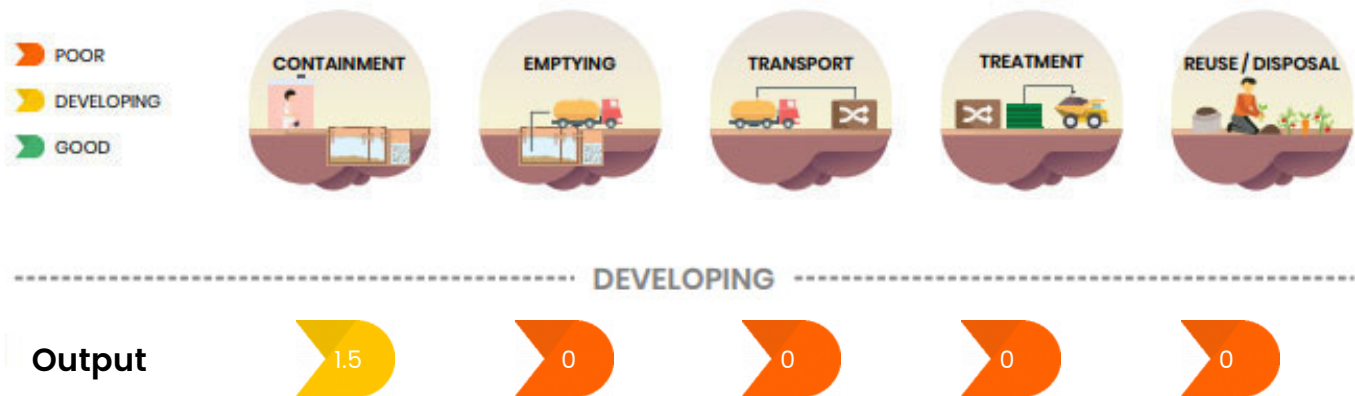 POOR
DEVELOPING
GOOD
CONTAINMENT
EMPTYING
TRANSPORT
TREATMENT
REUSE / DISPOSAL
DEVELOPING
Output 1.5 0 0 0 0